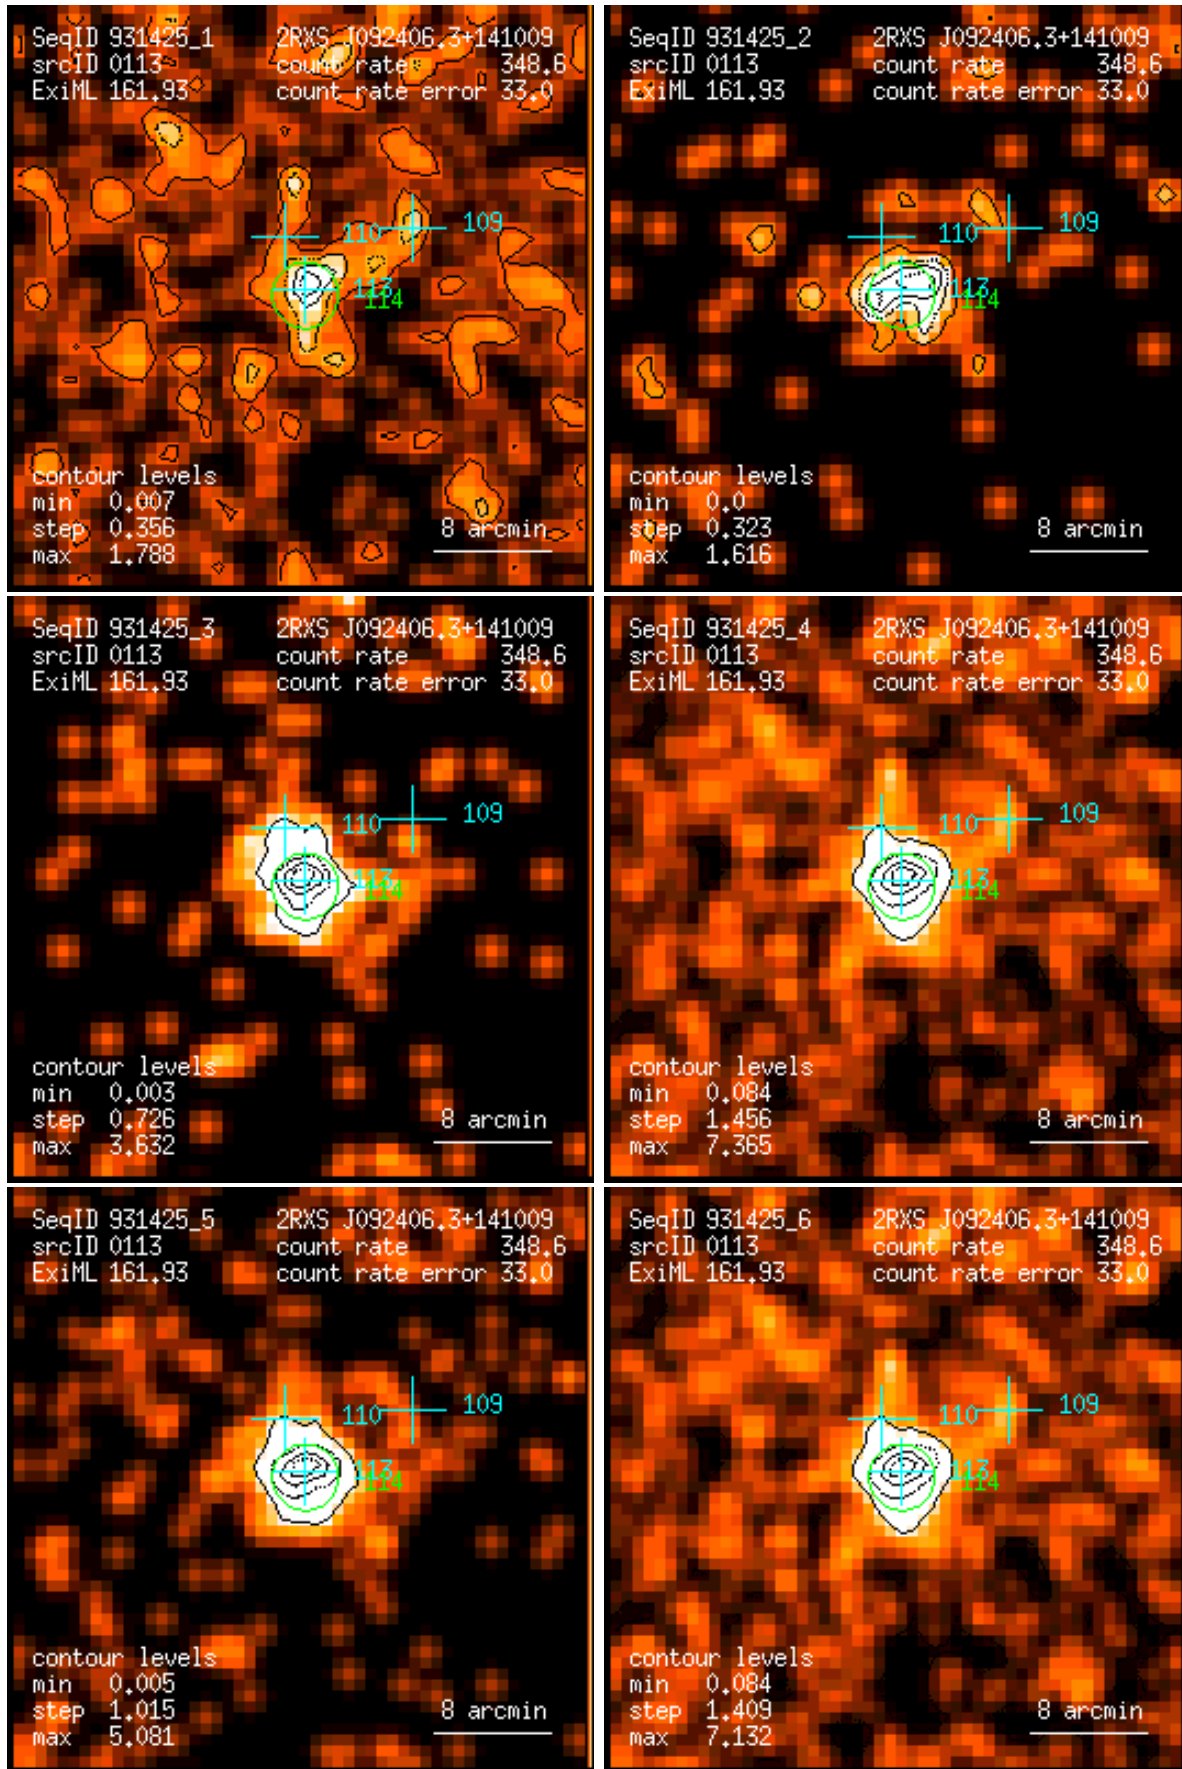 SeqID 931425_1 2RXS J092406.3+141009
srcID 0113 count rate 348.6
ExiML 161.93 count rate error 33.0
110 109
113
114
contour levels
min 0.007
step 0.356 8 arcmin
max 1.788
SeqID 931425_2 2RXS J092406.3+141009
srcID 0113 count rate 348.6
ExiML 161.93 count rate error 33.0
110 109
113
114
contour levels
min 0.0
step 0.323 8 arcmin
max 1.616
SeqID 931425_3 2RXS J092406.3+141009
srcID 0113 count rate 348.6
ExiML 161.93 count rate error 33.0
110 109
113
114
contour levels
min 0.003
step 0.726 8 arcmin
max 3.632
SeqID 931425_4 2RXS J092406.3+141009
srcID 0113 count rate 348.6
ExiML 161.93 count rate error 33.0
110 109
113
114
contour levels
min 0.084
step 1.456 8 arcmin
max 7.365
SeqID 931425_5 2RXS J092406.3+141009
srcID 0113 count rate 348.6
ExiML 161.93 count rate error 33.0
110 109
113
114
contour levels
min 0.005
step 1.015 8 arcmin
max 5.081
SeqID 931425_6 2RXS J092406.3+141009
srcID 0113 count rate 348.6
ExiML 161.93 count rate error 33.0
110 109
113
114
contour levels
min 0.084
step 1.409 8 arcmin
max 7.132